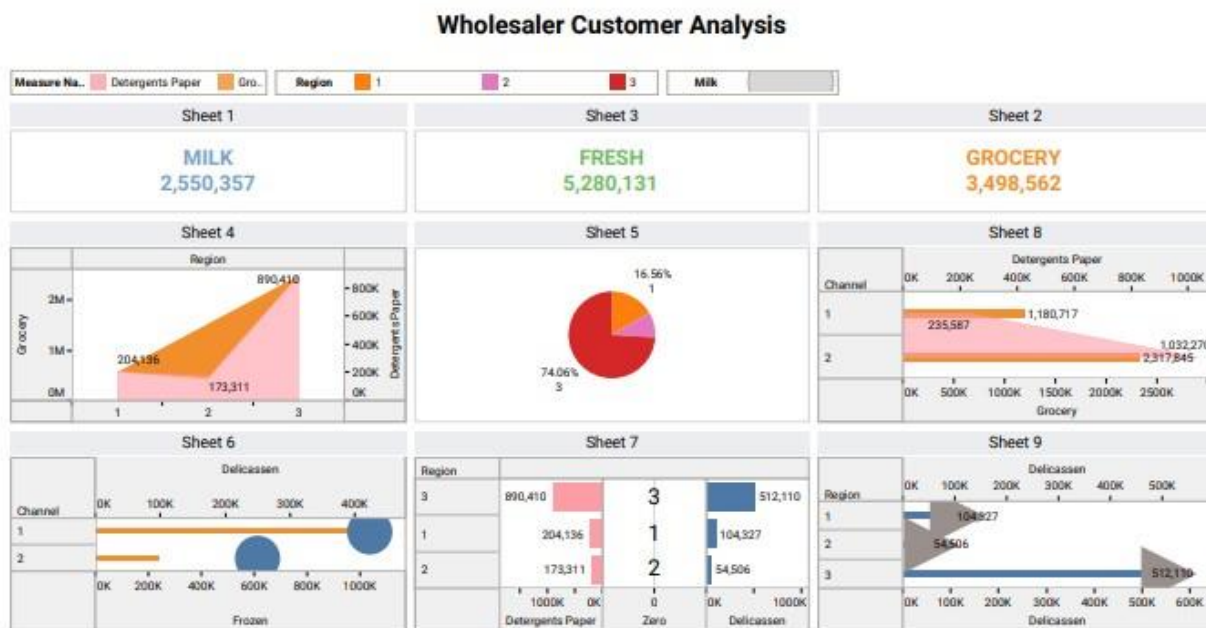 Wholesaler Customer Analysis
Measure Na.. Detergents Paper Gro.. Region 1 2 3 Milk
Sheet 1 Sheet 3 Sheet 2
MILK FRESH GROCERY
2,550,357 5,280,131 3,498,562
Sheet 4
Region
Grocery
2M
1M
0M
890,410
204,136
173,311
800K
600K
400K
200K
0K
Detergents Paper
1 2 3
Sheet 5
16.56%
1
74.06%
3
Sheet 8
Detergents Paper
0K 200K 400K 600K 800K 1000K
Channel
1 1,180,717
235,587
1,032,270
2 2,317,845
0K 500K 1000K 1500K 2000K 2500K
Grocery
Sheet 6
Delicassen
0K 100K 200K 300K 400K
Channel
1
2
0K 200K 400K 600K 800K 1000K
Frozen
Sheet 7
Region
3 890,410 3 512,110
1 204,136 1 104,327
2 173,311 2 54,506
1000K 0K 0 0K 1000K
Detergents Paper Zero Delicassen
Sheet 9
Delicassen
0K 100K 200K 300K 400K 500K
Region
1 104,327
2 54,506
3 512,110
0K 100K 200K 300K 400K 500K 600K
Delicassen